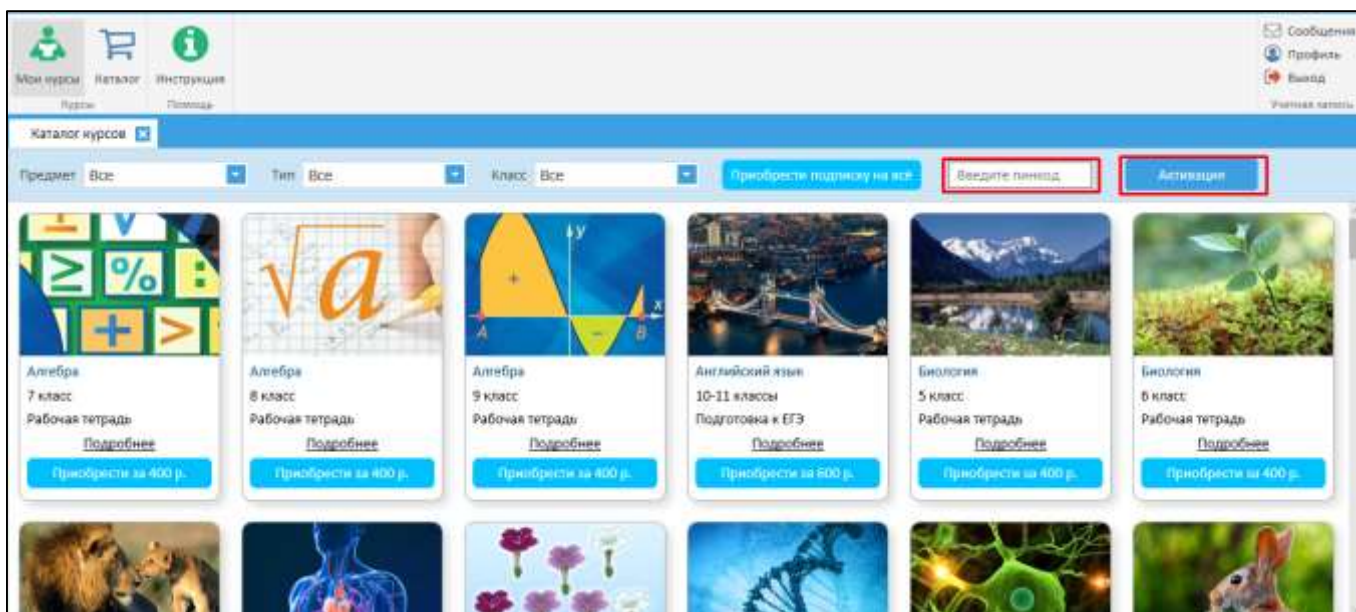 Сообщения
Профиль
Выход
Мои курсы Каталог Инструкция
Курсы Помощь Учетная запись
Каталог курсов
Предмет Все Тип Все Класс Все Приобрести подписку на всё Введите пинкод Активация
≥ % :
+ >
√a
+ y
A − B x
Алгебра Алгебра Алгебра Английский язык Биология Биология
7 класс 8 класс 9 класс 10-11 классы 5 класс 6 класс
Рабочая тетрадь Рабочая тетрадь Рабочая тетрадь Подготовка к ЕГЭ Рабочая тетрадь Рабочая тетрадь
Подробнее Подробнее Подробнее Подробнее Подробнее Подробнее
Приобрести за 400 р. Приобрести за 400 р. Приобрести за 400 р. Приобрести за 600 р. Приобрести за 400 р. Приобрести за 400 р.